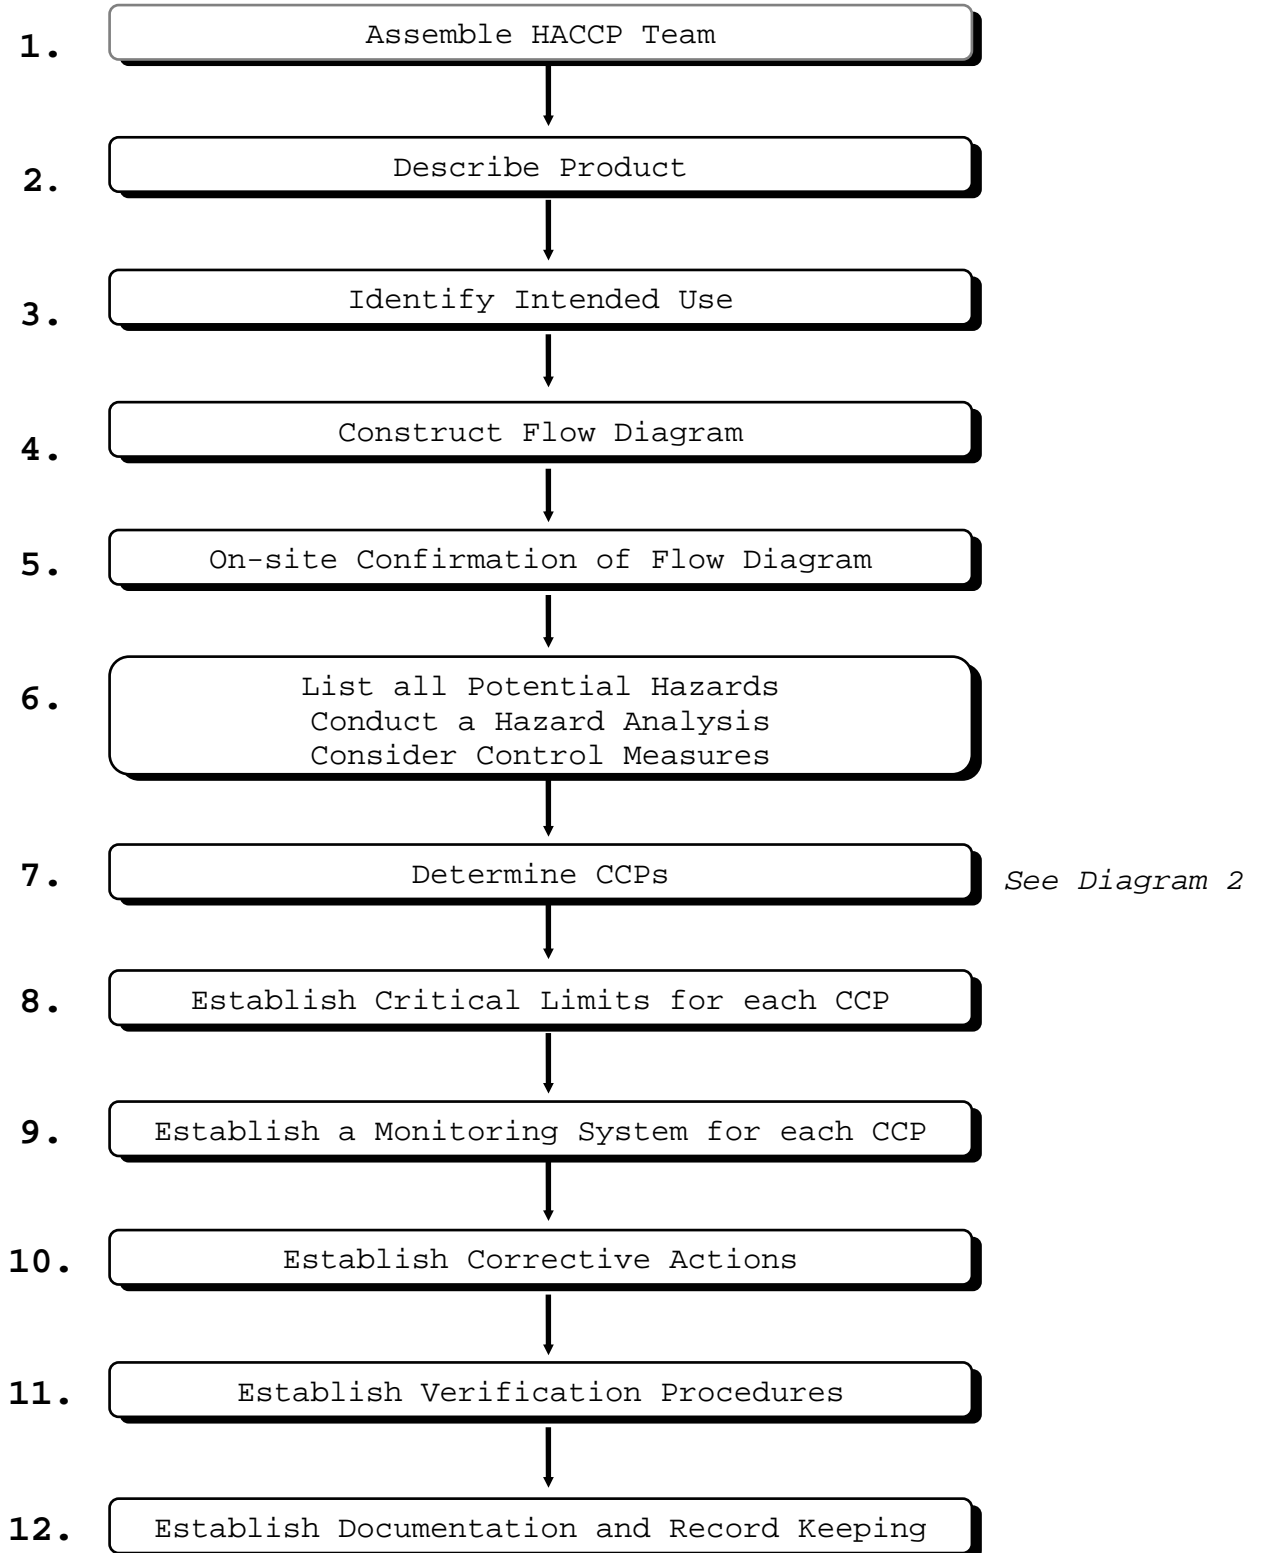 1. Assemble HACCP Team
2. Describe Product
3. Identify Intended Use
4. Construct Flow Diagram
5. On-site Confirmation of Flow Diagram
6. List all Potential Hazards
Conduct a Hazard Analysis
Consider Control Measures
7. Determine CCPs See Diagram 2
8. Establish Critical Limits for each CCP
9. Establish a Monitoring System for each CCP
10. Establish Corrective Actions
11. Establish Verification Procedures
12. Establish Documentation and Record Keeping